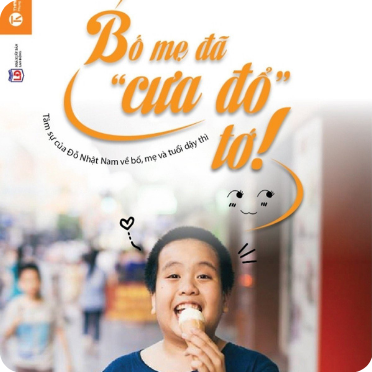 Bố mẹ đã
“cưa đổ”
tớ!
Tâm sự của Đỗ Nhật Nam về bố, mẹ và tuổi dậy thì